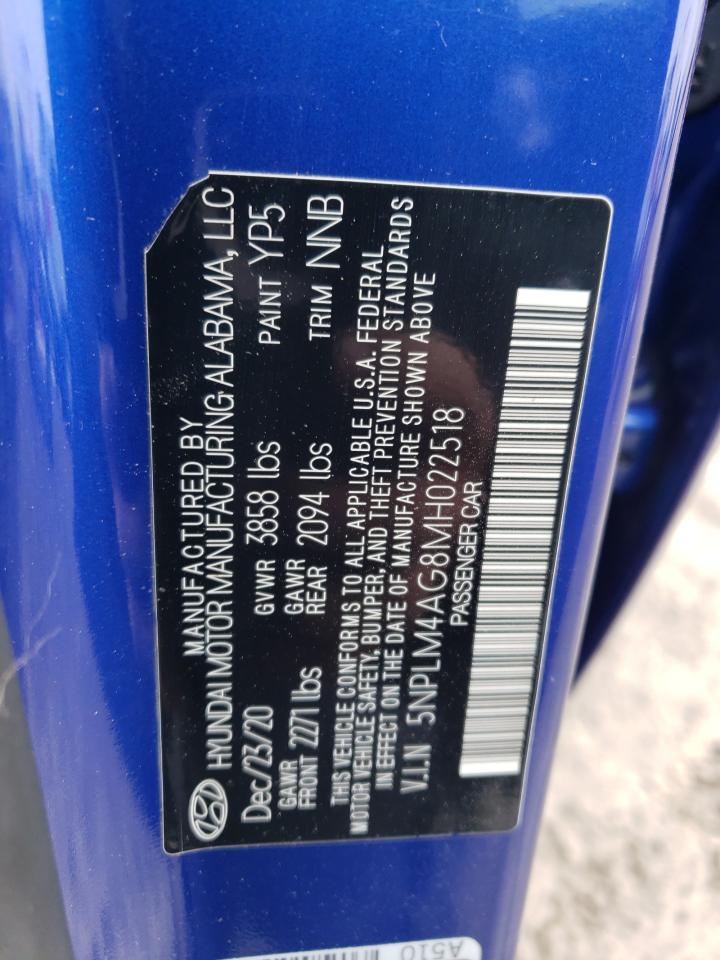 MANUFACTURED BY
HYUNDAI MOTOR MANUFACTURING ALABAMA, LLC
Dec/23/20 GVWR 3858 lbs PAINT YP5
GAWR FRONT 2271 lbs GAWR REAR 2094 lbs TRIM NNB
THIS VEHICLE CONFORMS TO ALL APPLICABLE U.S.A. FEDERAL
MOTOR VEHICLE SAFETY, BUMPER, AND THEFT PREVENTION STANDARDS
IN EFFECT ON THE DATE OF MANUFACTURE SHOWN ABOVE
V.I.N 5NPLM4AG8MH022518
PASSENGER CAR
A510